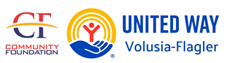 CF
COMMUNITY
FOUNDATION
UNITED WAY
Volusia-Flagler
®